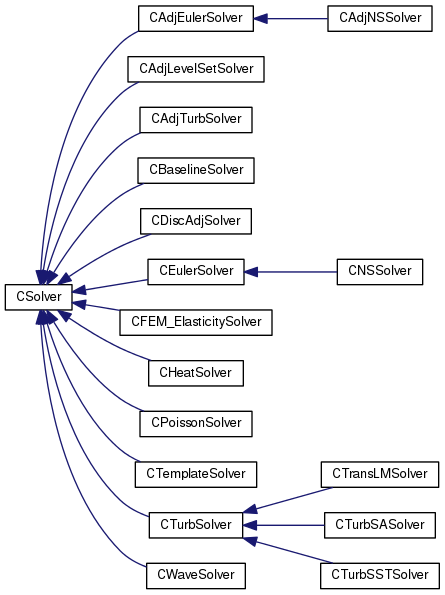 CAdjEulerSolver
CAdjNSSolver
CAdjLevelSetSolver
CAdjTurbSolver
CBaselineSolver
CDiscAdjSolver
CEulerSolver
CNSSolver
CSolver
CFEM_ElasticitySolver
CHeatSolver
CPoissonSolver
CTemplateSolver
CTransLMSolver
CTurbSolver
CTurbSASolver
CWaveSolver
CTurbSSTSolver